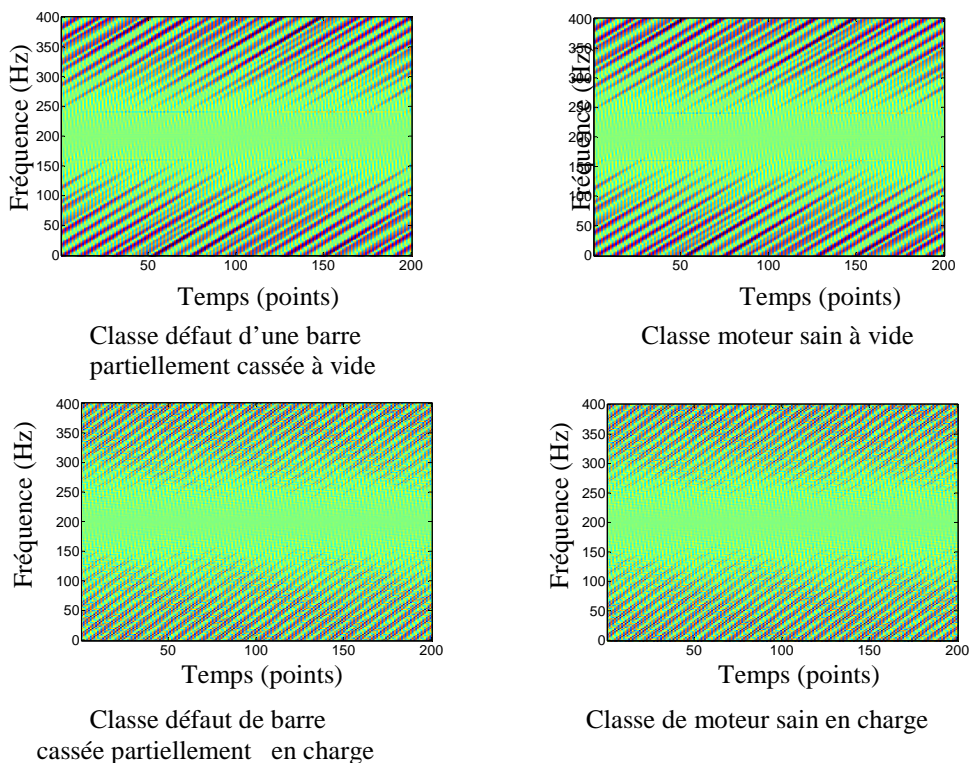 400
350
300
250
200
150
100
50
0
Fréquence (Hz)
50 100 150 200
Temps (points)
Classe défaut d'une barre
partiellement cassée à vide
400
350
300
250
200
150
100
50
0
Fréquence (Hz)
50 100 150 200
Temps (points)
Classe moteur sain à vide
400
350
300
250
200
150
100
50
0
Fréquence (Hz)
50 100 150 200
Temps (points)
Classe défaut de barre
cassée partiellement en charge
400
350
300
250
200
150
100
50
0
Fréquence (Hz)
50 100 150 200
Temps (points)
Classe de moteur sain en charge